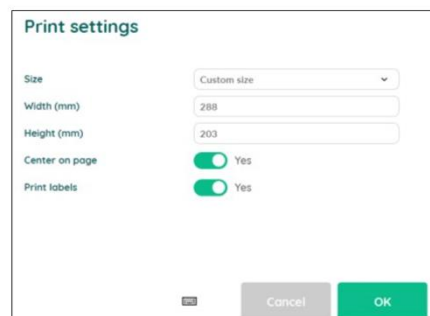 Print settings
Size Custom size
Width (mm) 288
Height (mm) 203
Center on page Yes
Print labels Yes
Cancel OK